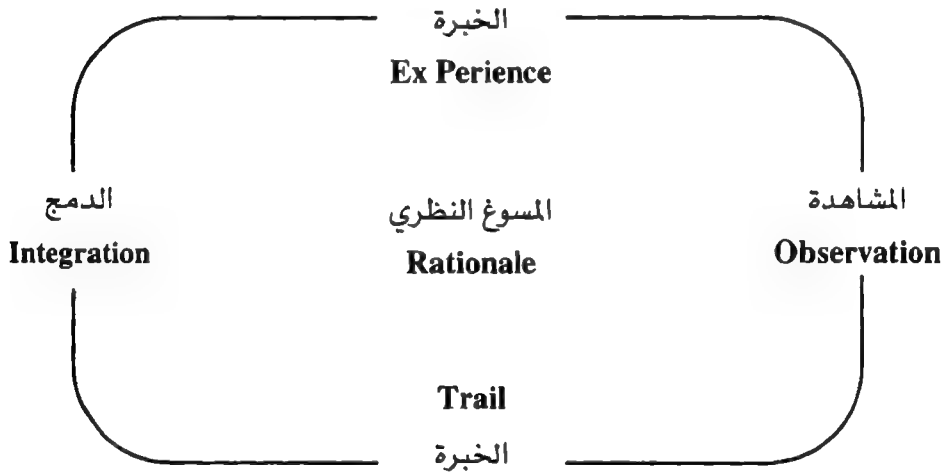 الخبرة
Ex Perience
الدمج
Integration
المسوغ النظري
Rationale
المشاهدة
Observation
Trail
الخبرة